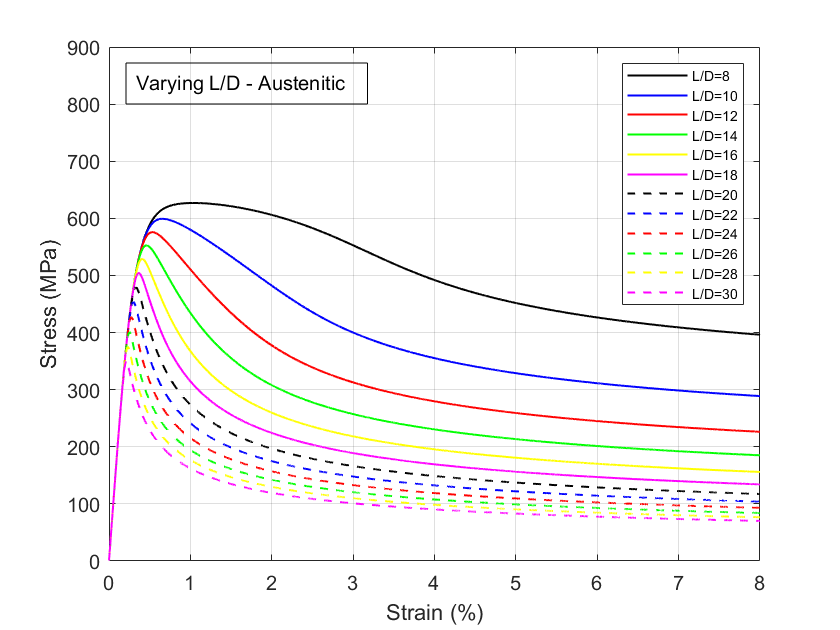 Varying L/D - Austenitic
L/D=8
L/D=10
L/D=12
L/D=14
L/D=16
L/D=18
L/D=20
L/D=22
L/D=24
L/D=26
L/D=28
L/D=30
900
800
700
600
500
400
300
200
100
0
Stress (MPa)
0 1 2 3 4 5 6 7 8
Strain (%)